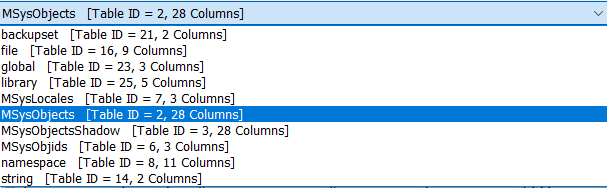 MSysObjects [Table ID = 2, 28 Columns]
backupset [Table ID = 21, 2 Columns]
file [Table ID = 16, 9 Columns]
global [Table ID = 23, 3 Columns]
library [Table ID = 25, 5 Columns]
MSysLocales [Table ID = 7, 3 Columns]
MSysObjects [Table ID = 2, 28 Columns]
MSysObjectsShadow [Table ID = 3, 28 Columns]
MSysObjids [Table ID = 6, 3 Columns]
namespace [Table ID = 8, 11 Columns]
string [Table ID = 14, 2 Columns]